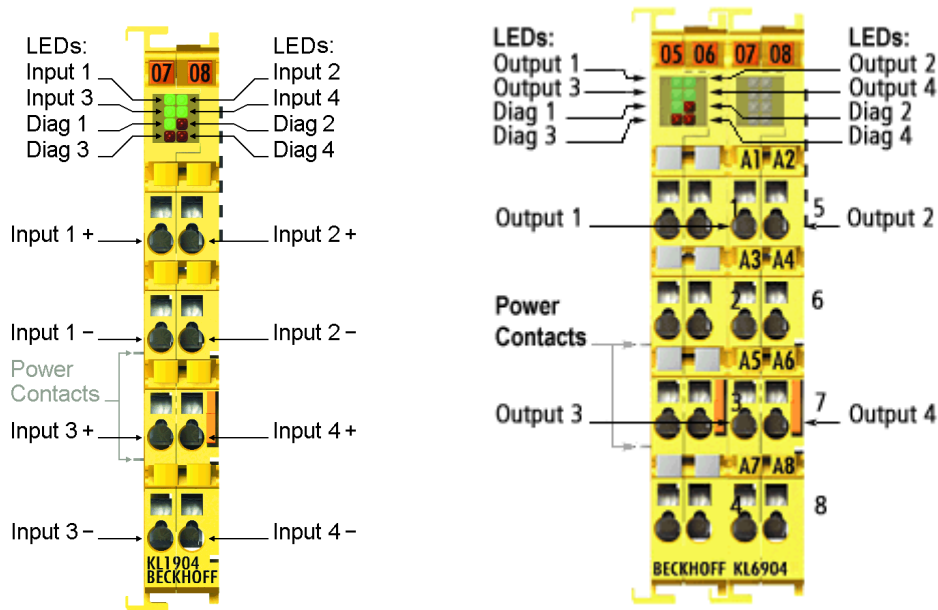 LEDs:
Input 1
Input 3
Diag 1
Diag 3
LEDs:
Input 2
Input 4
Diag 2
Diag 4
07 08
Input 1 +
Input 2 +
Input 1 –
Input 2 –
Power
Contacts
Input 3 +
Input 4 +
Input 3 –
Input 4 –
KL1904
BECKHOFF
LEDs:
Output 1
Output 3
Diag 1
Diag 3
LEDs:
Output 2
Output 4
Diag 2
Diag 4
05 06 07 08
A1 A2
1
5
Output 1
Output 2
A3 A4
2
6
Power
Contacts
A5 A6
3
7
Output 3
Output 4
A7 A8
4
8
BECKHOFF KL6904